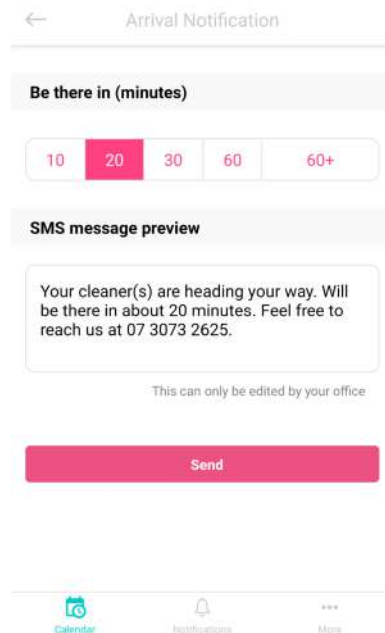 Arrival Notification
Be there in (minutes)
10 20 30 60 60+
SMS message preview
Your cleaner(s) are heading your way. Will
be there in about 20 minutes. Feel free to
reach us at 07 3073 2625.
This can only be edited by your office
Send
Calendar Notifications More